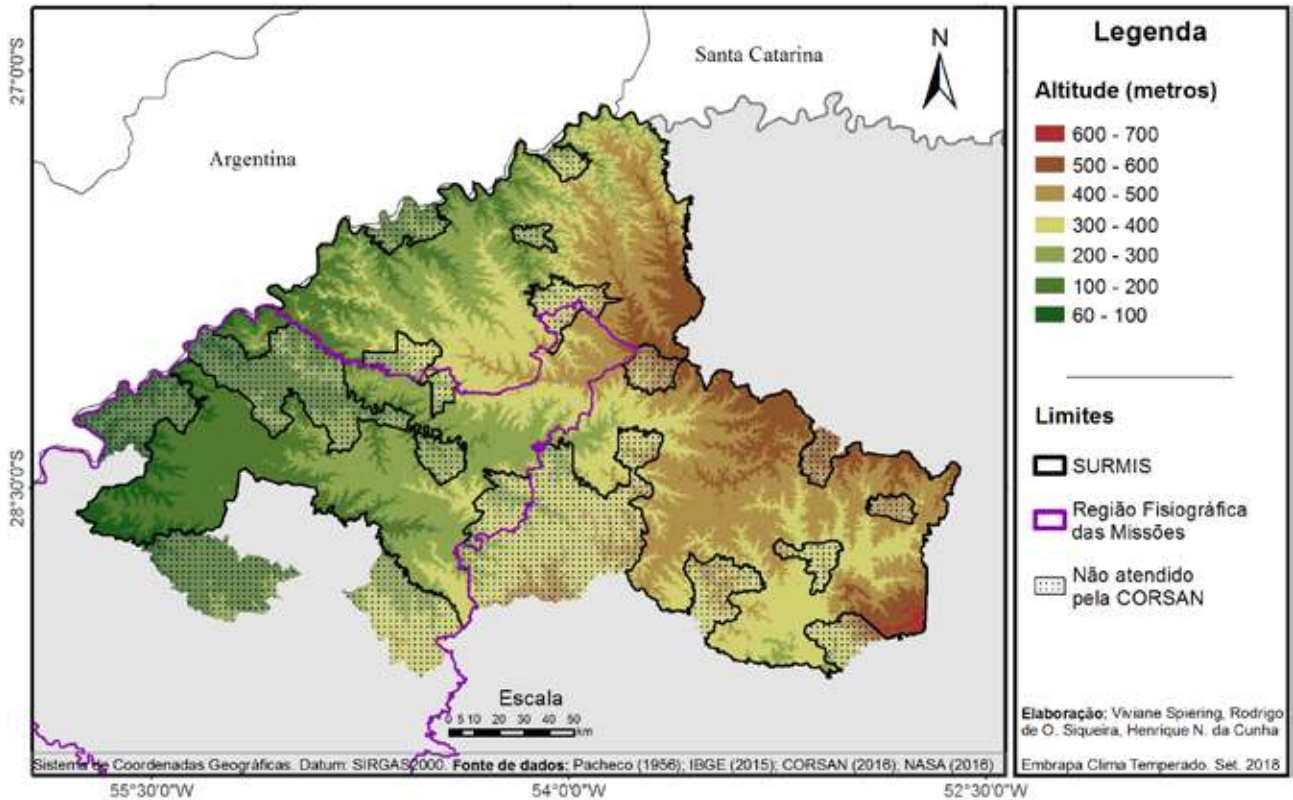 Santa Catarina
N
Argentina
27°0'0"S
28°30'0"S
Escala
0 5 10 20 30 40 50
km
Sistema de Coordenadas Geográficas. Datum: SIRGAS2000. Fonte de dados: Pacheco (1956); IBGE (2015); CORSAN (2016); NASA (2016)
55°30'0"W
54°0'0"W
52°30'0"W
Legenda
Altitude (metros)
600 - 700
500 - 600
400 - 500
300 - 400
200 - 300
100 - 200
60 - 100
Limites
SURMIS
Região Fisiográfica
das Missões
Não atendido
pela CORSAN
Elaboração: Viviane Spiering, Rodrigo
de O. Siqueira, Henrique N. da Cunha
Embrapa Clima Temperado. Set. 2018